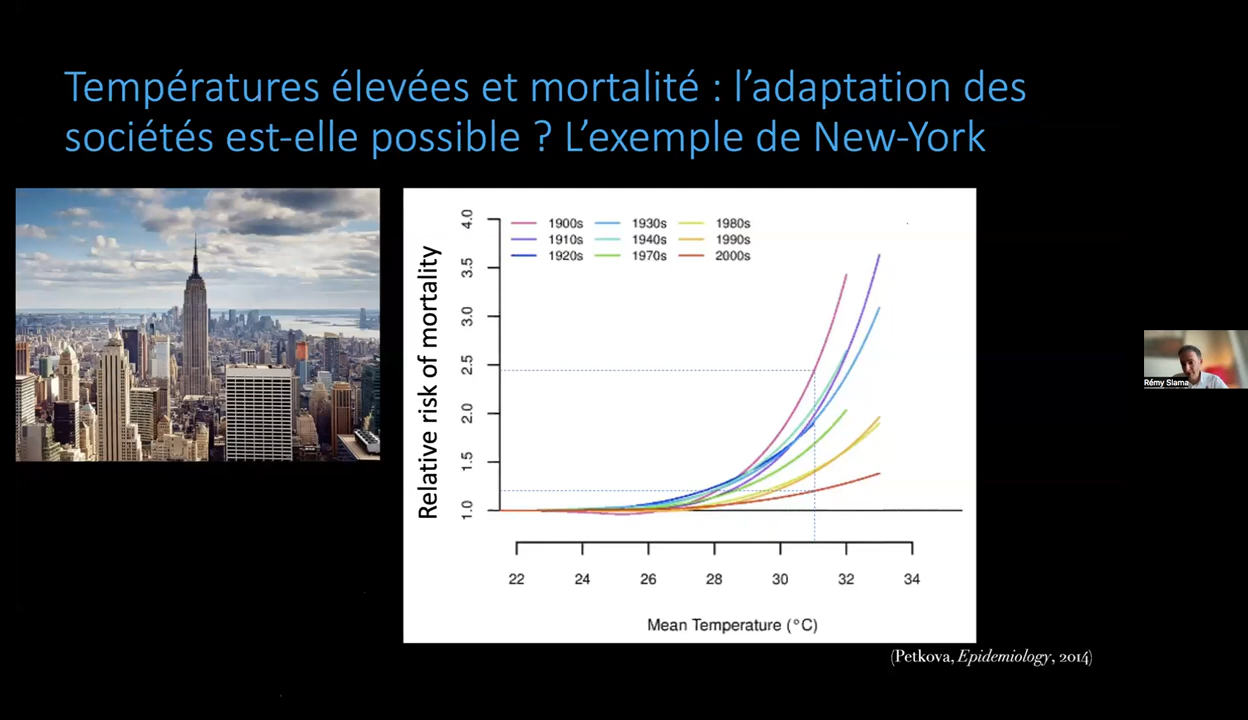 Températures élevées et mortalité : l’adaptation des
sociétés est-elle possible ? L’exemple de New-York
Relative risk of mortality
4.0
3.5
3.0
2.5
2.0
1.5
1.0
1900s 1930s 1980s
1910s 1940s 1990s
1920s 1970s 2000s
22 24 26 28 30 32 34
Mean Temperature (°C)
(Petkova, Epidemiology, 2014)
Rémy Slama